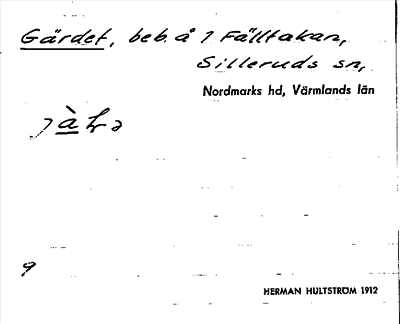 Gärdet, beb. å 1 Fälltakan,
Silleruds sn,
Nordmarks hd, Värmlands län
9
HERMAN HULTSTRÖM 1912